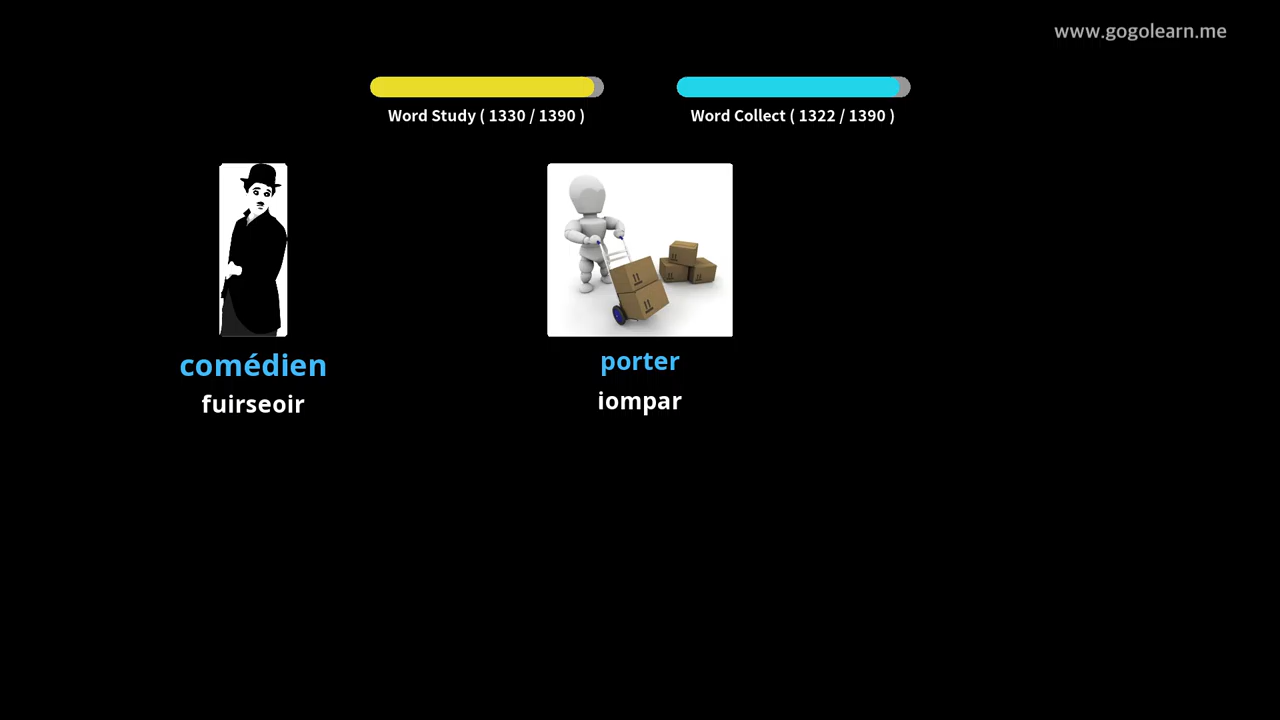 www.gogolearn.me
Word Study ( 1330 / 1390 )
Word Collect ( 1322 / 1390 )
comédien
fuirseoir
porter
iompar